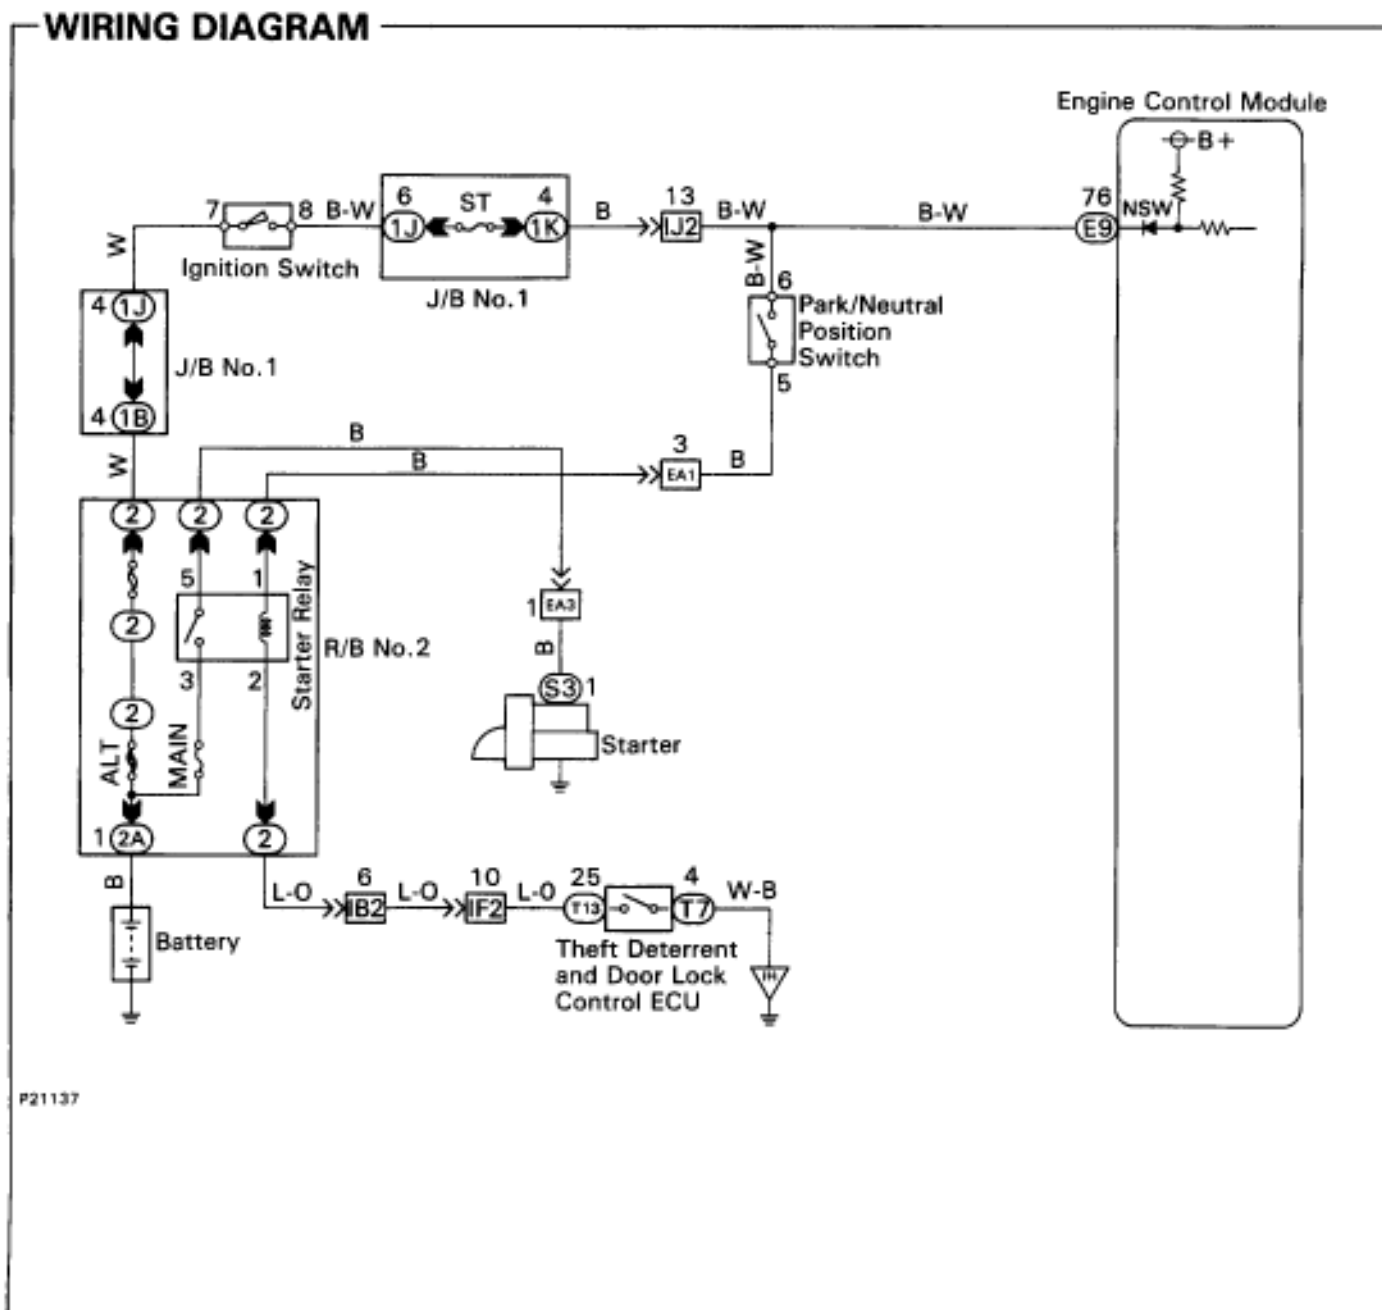 WIRING DIAGRAM
Engine Control Module
B+
76
NSW
E9
7
8
B-W
6
ST
4
1J
1K
B
13
IJ2
B-W
B-W
W
Ignition Switch
J/B No.1
B-W
6
Park/Neutral
Position
Switch
5
4
1J
J/B No.1
4
1B
W
B
B
3
EA1
B
2
2
2
5
1
2
Starter Relay
R/B No.2
3
2
2
ALT
MAIN
1
2A
2
1
EA3
B
S3
1
Starter
B
Battery
L-O
6
IB2
L-O
10
IF2
L-O
25
T13
4
T7
W-B
Theft Deterrent
and Door Lock
Control ECU
P21137